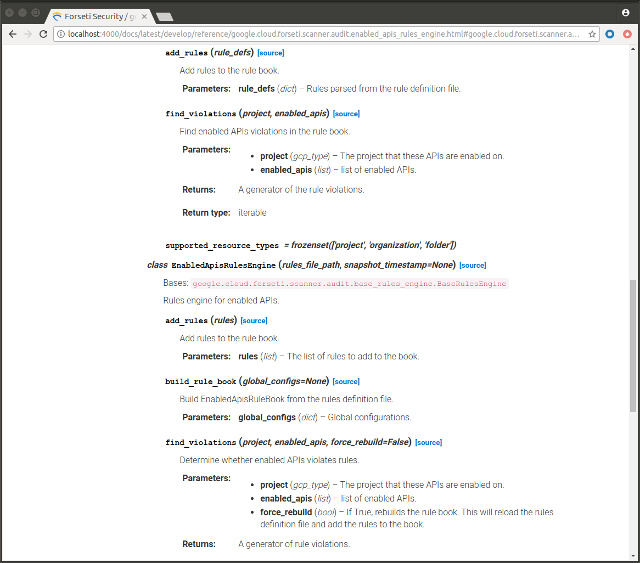 Forseti Security / go
localhost:4000/docs/latest/develop/reference/google.cloud.forseti.scanner.audit.enabled_apis_rules_engine.html#google.cloud.forseti.scanner.a...
add_rules (rule_defs) [source]
Add rules to the rule book.
Parameters: rule_defs (dict) – Rules parsed from the rule definition file.
find_violations (project, enabled_apis) [source]
Find enabled APIs violations in the rule book.
Parameters:
• project (gcp_type) – The project that these APIs are enabled on.
• enabled_apis (list) – list of enabled APIs.
Returns: A generator of the rule violations.
Return type: iterable
supported_resource_types = frozenset(['project', 'organization', 'folder'])
class EnabledApisRulesEngine (rules_file_path, snapshot_timestamp=None) [source]
Bases: google.cloud.forseti.scanner.audit.base_rules_engine.BaseRulesEngine
Rules engine for enabled APIs.
add_rules (rules) [source]
Add rules to the rule book.
Parameters: rules (list) – The list of rules to add to the book.
build_rule_book (global_configs=None) [source]
Build EnabledApisRuleBook from the rules definition file.
Parameters: global_configs (dict) – Global configurations.
find_violations (project, enabled_apis, force_rebuild=False) [source]
Determine whether enabled APIs violates rules.
Parameters:
• project (gcp_type) – The project that these APIs are enabled on.
• enabled_apis (list) – list of enabled APIs.
• force_rebuild (bool) – If True, rebuilds the rule book. This will reload the rules
definition file and add the rules to the book.
Returns: A generator of rule violations.